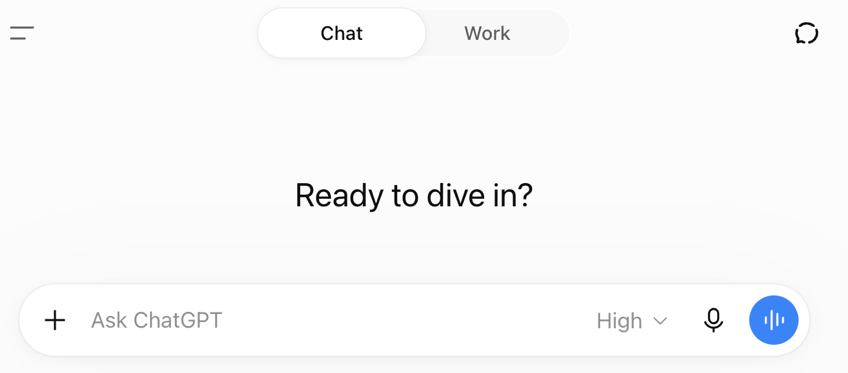 Chat Work
Ready to dive in?
Ask ChatGPT High